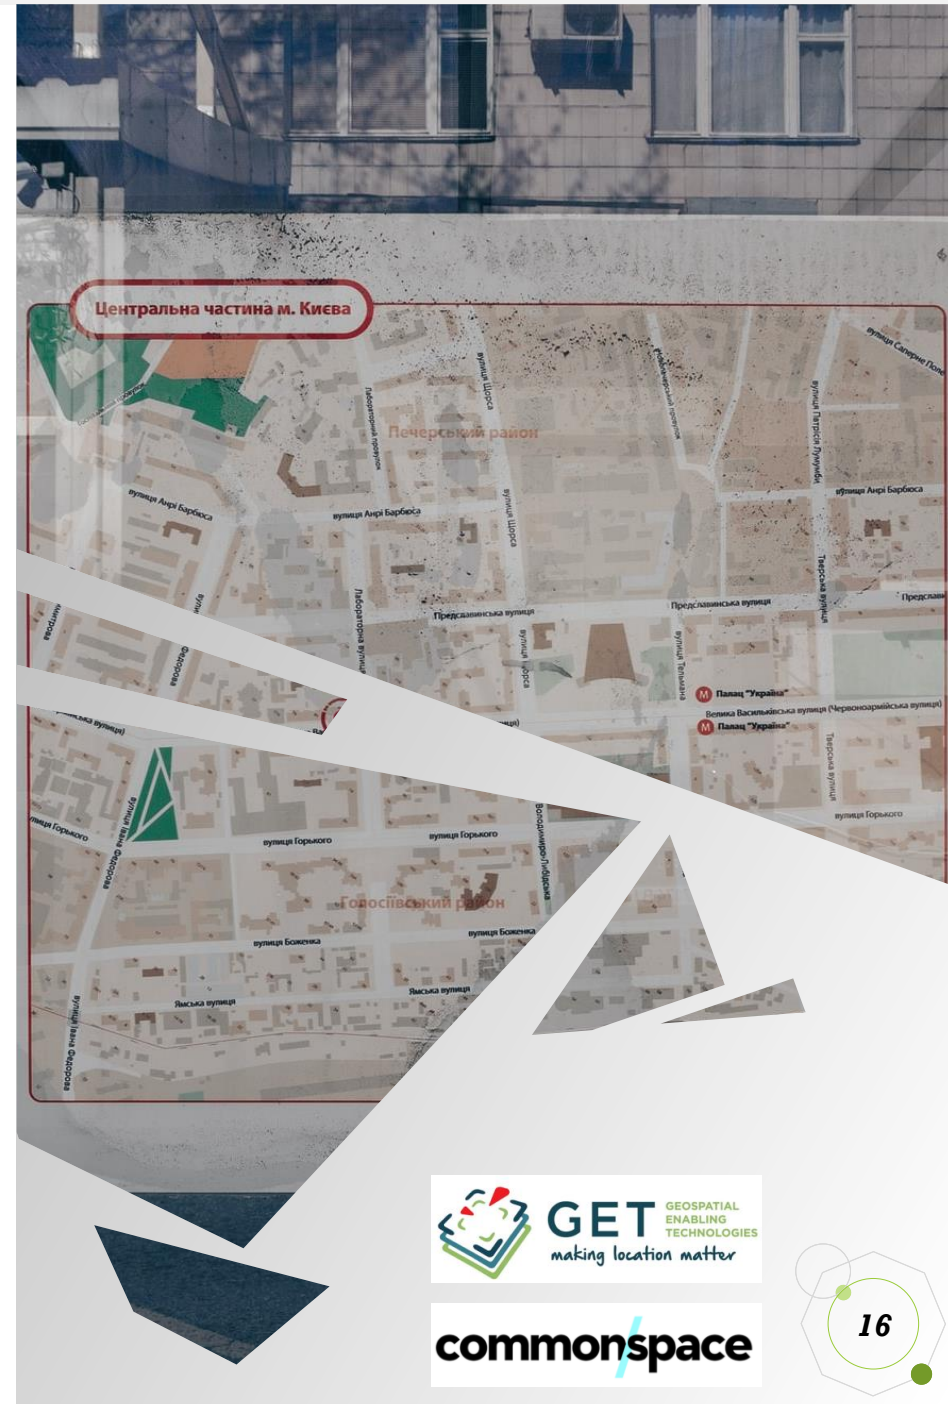 Центральна частина м. Києва
вулиця Саперне Поле
вулиця Щорса
Лабораторний провулок
Печерський район
вулиця Патріса Лумумби
вулиця Анрі Барбюса
вулиця Анрі Барбюса
вулиця Анрі Барбюса
вулиця Щорса
Тверська вулиця
Лабораторна вулиця
Предславинська вулиця
Предславинська вулиця
Федорова
вулиця Тельмана
М Палац "Україна"
Велика Васильківська вулиця (Червоноармійська вулиця)
М Палац "Україна"
Тверська вулиця
вулиця Горького
вулиця Івана Федорова
вулиця Горького
вулиця Горького
Володимиро-Либідська
Голосіївський район
вулиця Боженка
вулиця Боженка
Ямська вулиця
Ямська вулиця
вулиця Івана Федорова
GET
GEOSPATIAL
ENABLING
TECHNOLOGIES
making location matter
commonspace
16